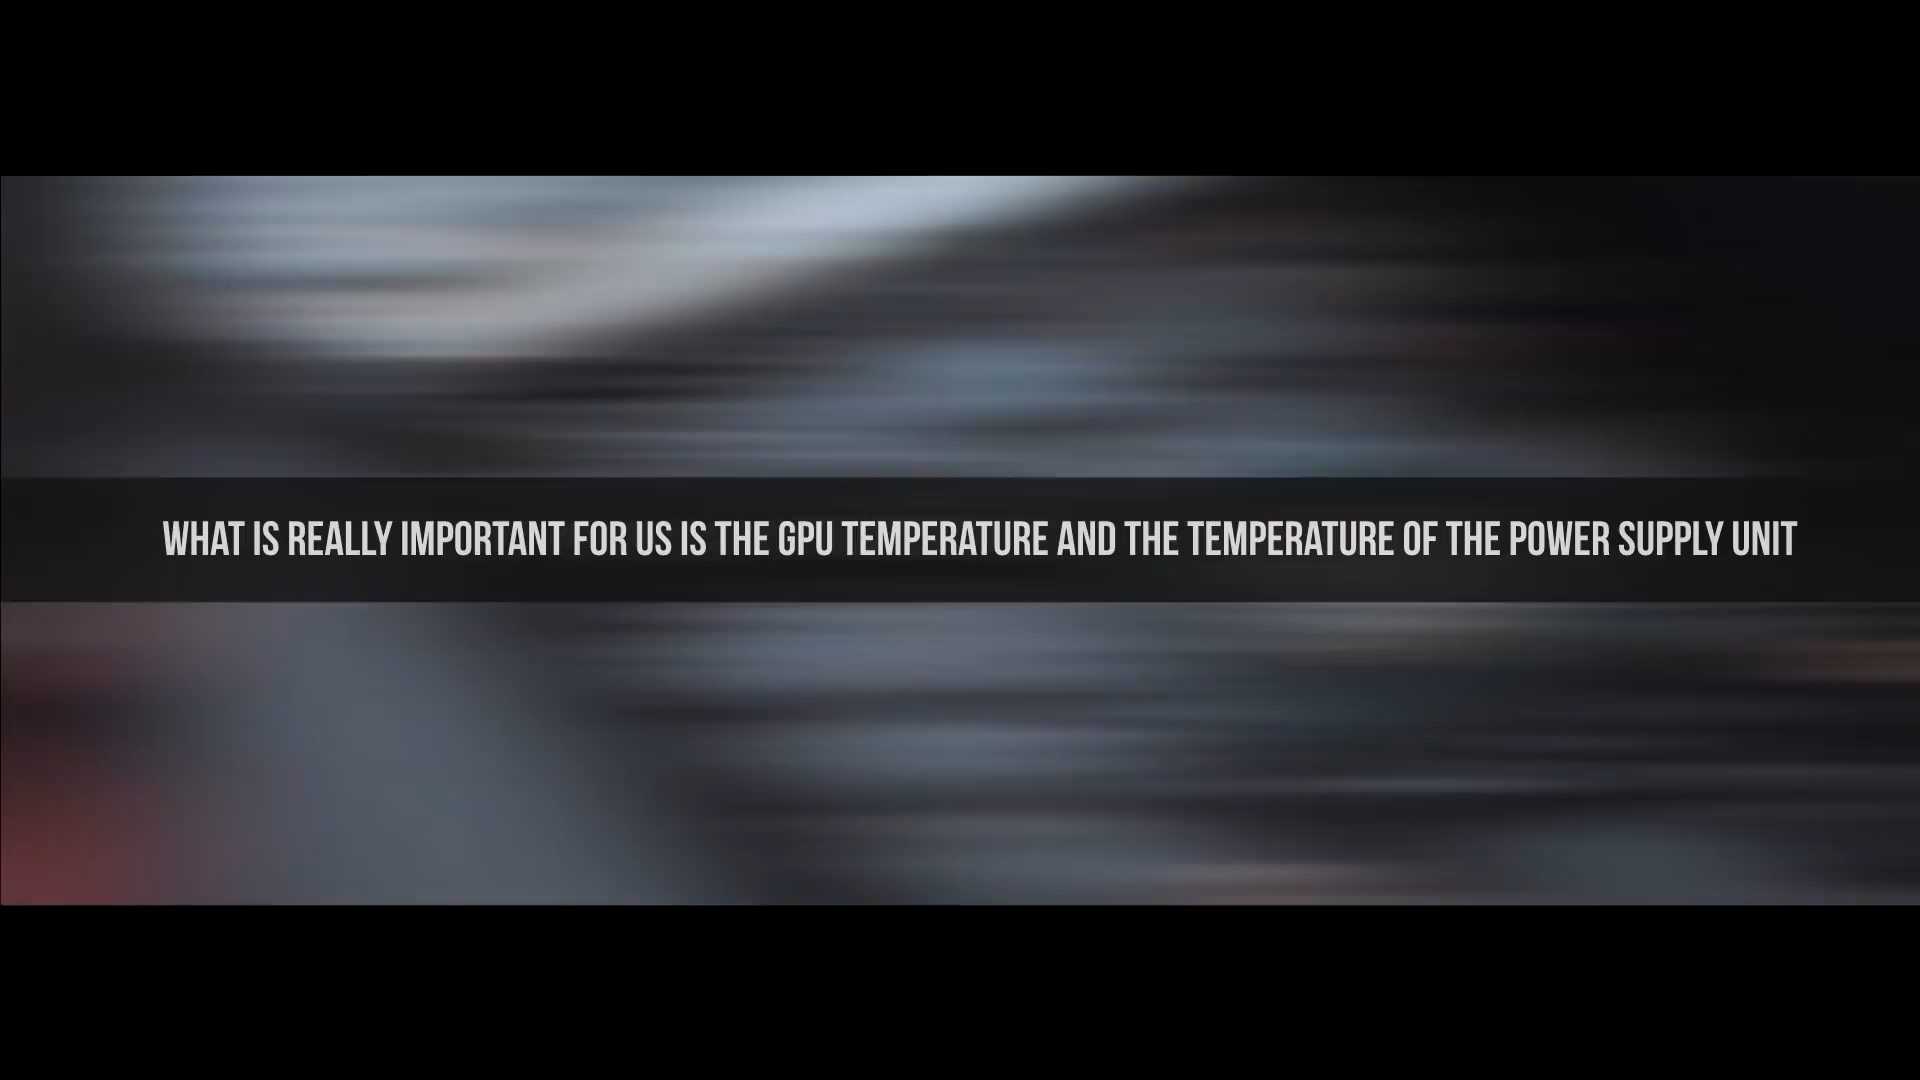 WHAT IS REALLY IMPORTANT FOR US IS THE GPU TEMPERATURE AND THE TEMPERATURE OF THE POWER SUPPLY UNIT